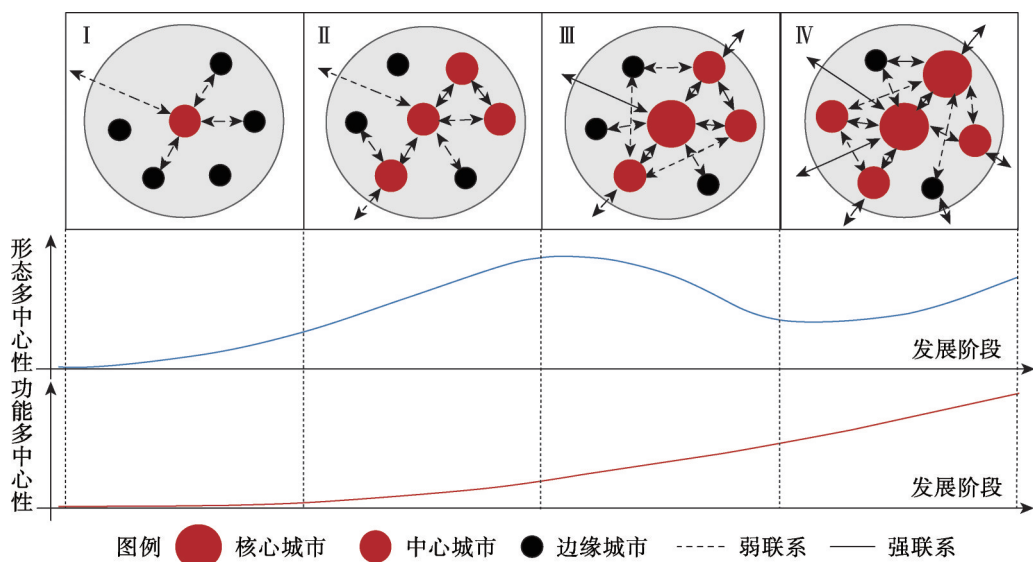 Ⅰ
Ⅱ
Ⅲ
Ⅳ
形态多中心性
发展阶段
功能多中心性
发展阶段
图例 核心城市 中心城市 边缘城市 弱联系 强联系